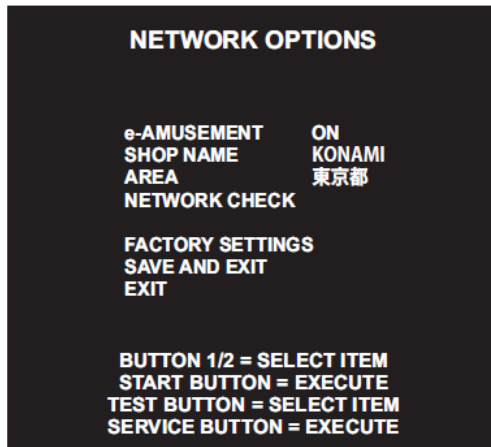 NETWORK OPTIONS
e-AMUSEMENT ON
SHOP NAME KONAMI
AREA 東京都
NETWORK CHECK
FACTORY SETTINGS
SAVE AND EXIT
EXIT
BUTTON 1/2 = SELECT ITEM
START BUTTON = EXECUTE
TEST BUTTON = SELECT ITEM
SERVICE BUTTON = EXECUTE